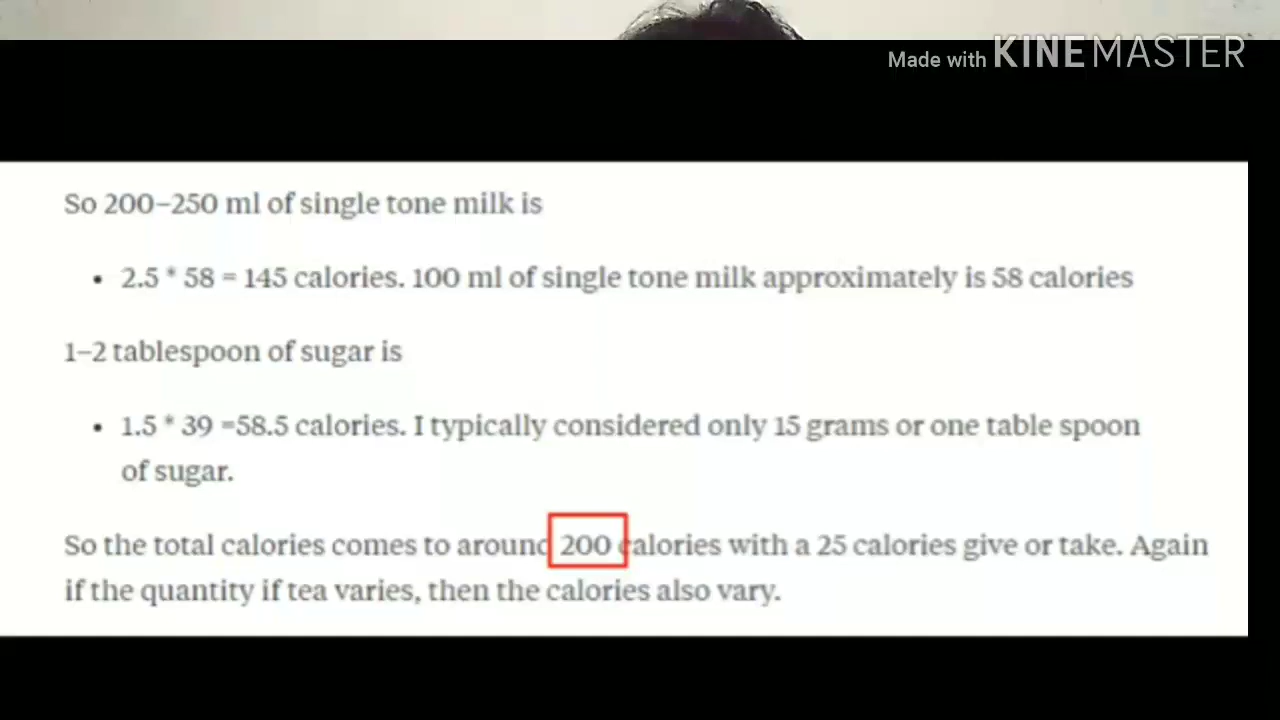 Made with KINEMASTER
So 200–250 ml of single tone milk is
• 2.5 * 58 = 145 calories. 100 ml of single tone milk approximately is 58 calories
1–2 tablespoon of sugar is
• 1.5 * 39 =58.5 calories. I typically considered only 15 grams or one table spoon
of sugar.
So the total calories comes to around 200 calories with a 25 calories give or take. Again
if the quantity if tea varies, then the calories also vary.